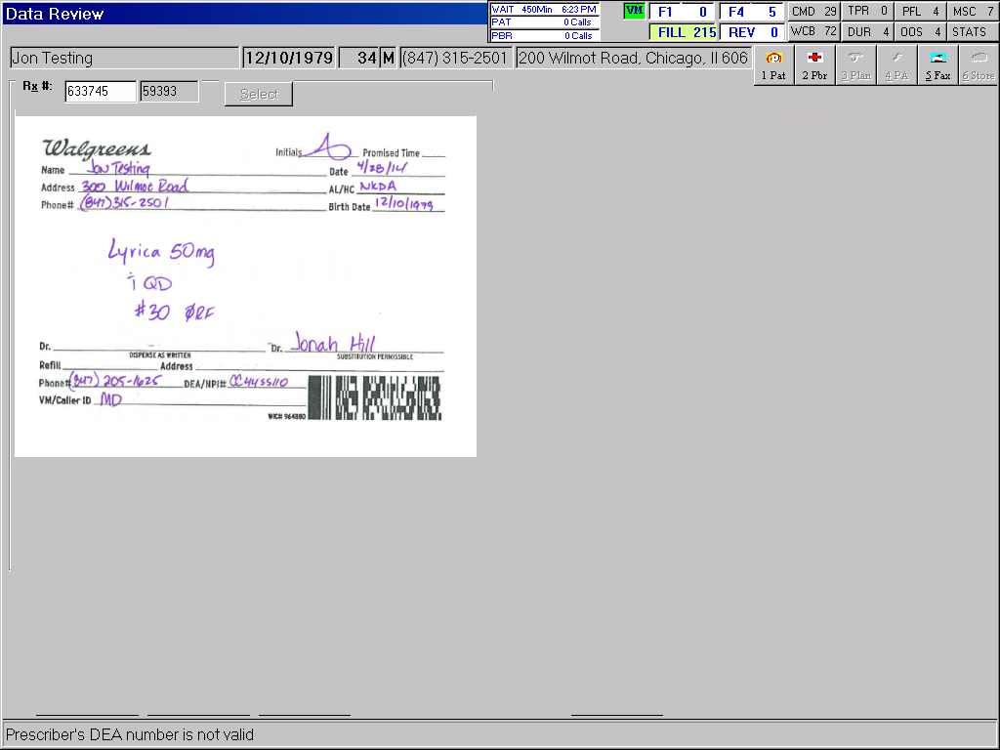 Data Review
WAIT 450Min 6:23 PM
PAT 0 Calls
PBR 0 Calls
VM F1 0 F4 5 CMD 29 TPR 0 PFL 4 MSC 7
FILL 215 REV 0 WCB 72 DUR 4 OOS 4 STATS
Jon Testing 12/10/1979 34 M (847) 315-2501 200 Wilmot Road, Chicago, Il 606
1 Pat 2 Pbr 3 Plan 4 PA 5 Fax 6 Store
Rx #: 633745 59393 Select
Walgreens
Initials Promised Time
Name Jon Testing Date 4/28/14
Address 300 Wilmot Road AL/HC NKDA
Phone# (847) 315-2501 Birth Date 12/10/1979
Lyrica 50mg
i QD
#30 ØRF
Dr. Dr. Jonah Hill
DISPENSE AS WRITTEN SUBSTITUTION PERMISSIBLE
Refill Address
Phone# (847) 205-1625 DEA/NPI# CC4455110
VM/Caller ID MD
WIC# 964880
Prescriber's DEA number is not valid